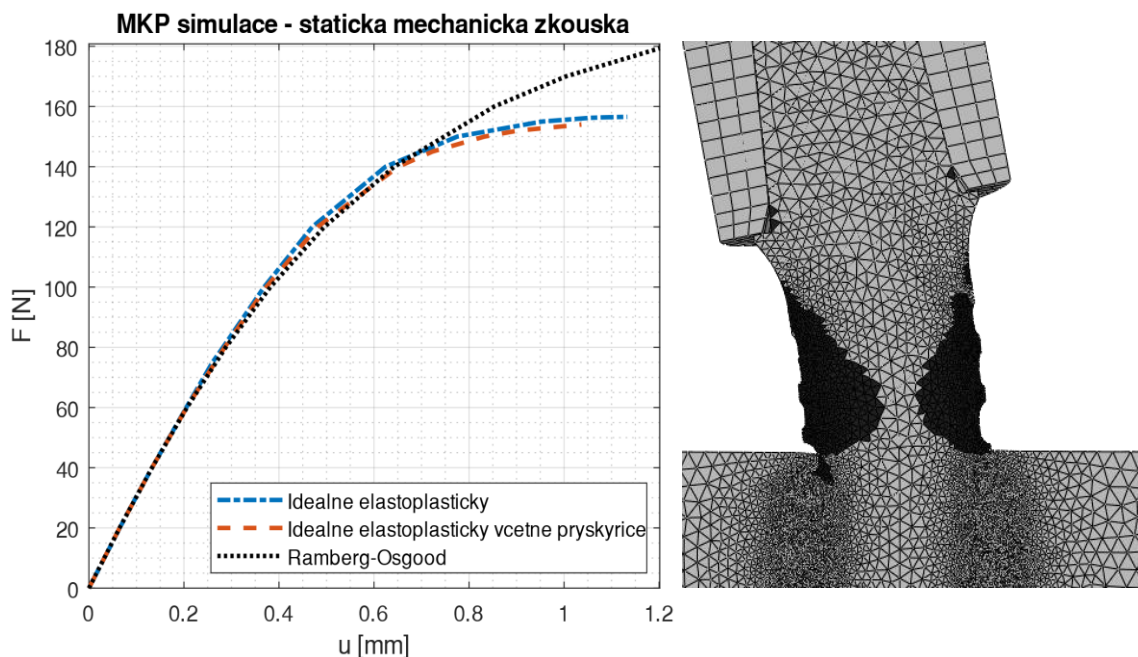 MKP simulace - staticka mechanicka zkouska
180
160
140
120
100
80
60
40
20
0
F [N]
0 0.2 0.4 0.6 0.8 1 1.2
u [mm]
Idealne elastoplasticky
Idealne elastoplasticky vcetne pryskyrice
Ramberg-Osgood